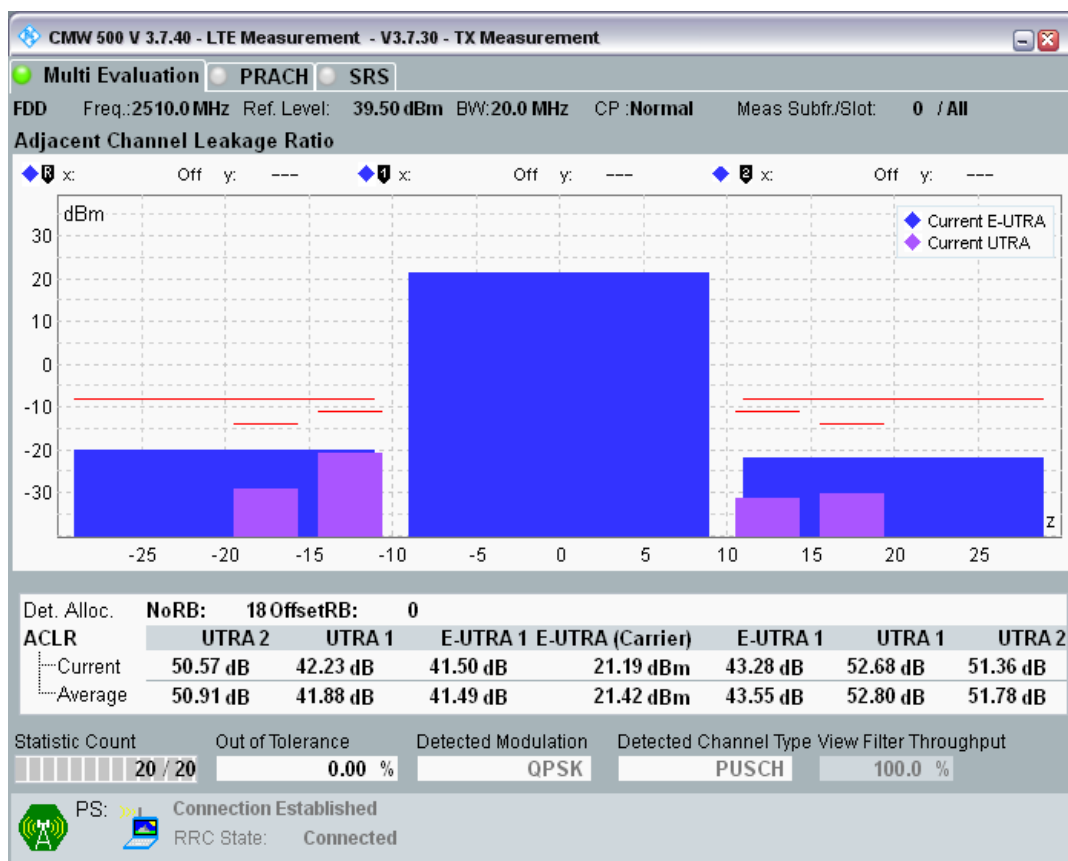 CMW 500 V 3.7.40 - LTE Measurement - V3.7.30 - TX Measurement
Multi Evaluation PRACH SRS
FDD Freq.:2510.0 MHz Ref. Level: 39.50 dBm BW:20.0 MHz CP :Normal Meas Subfr./Slot: 0 / All
Adjacent Channel Leakage Ratio
R x: Off y: --- 1 x: Off y: --- 2 x: Off y: ---
dBm
Current E-UTRA
Current UTRA
30
20
10
0
-10
-20
-30
z
-25 -20 -15 -10 -5 0 5 10 15 20 25
Det. Alloc. NoRB: 18 OffsetRB: 0
ACLR UTRA 2 UTRA 1 E-UTRA 1 E-UTRA (Carrier) E-UTRA 1 UTRA 1 UTRA 2
Current 50.57 dB 42.23 dB 41.50 dB 21.19 dBm 43.28 dB 52.68 dB 51.36 dB
Average 50.91 dB 41.88 dB 41.49 dB 21.42 dBm 43.55 dB 52.80 dB 51.78 dB
Statistic Count Out of Tolerance Detected Modulation Detected Channel Type View Filter Throughput
20 / 20 0.00 % QPSK PUSCH 100.0 %
PS: Connection Established
RRC State: Connected